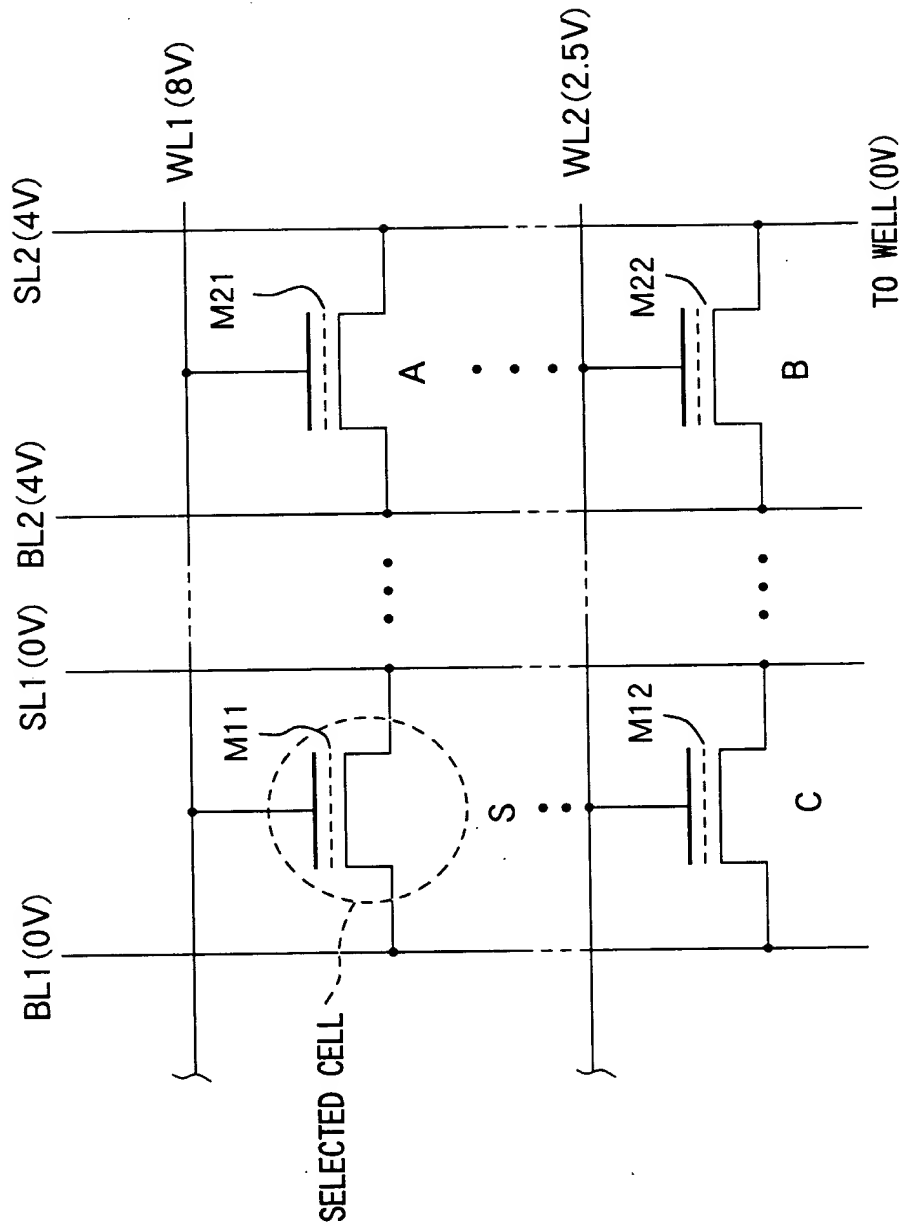 BL1(0V)
SL1(0V)
BL2(4V)
SL2(4V)
WL1(8V)
M11
M21
SELECTED CELL
S
A
WL2(2.5V)
M12
M22
C
B
TO WELL(0V)